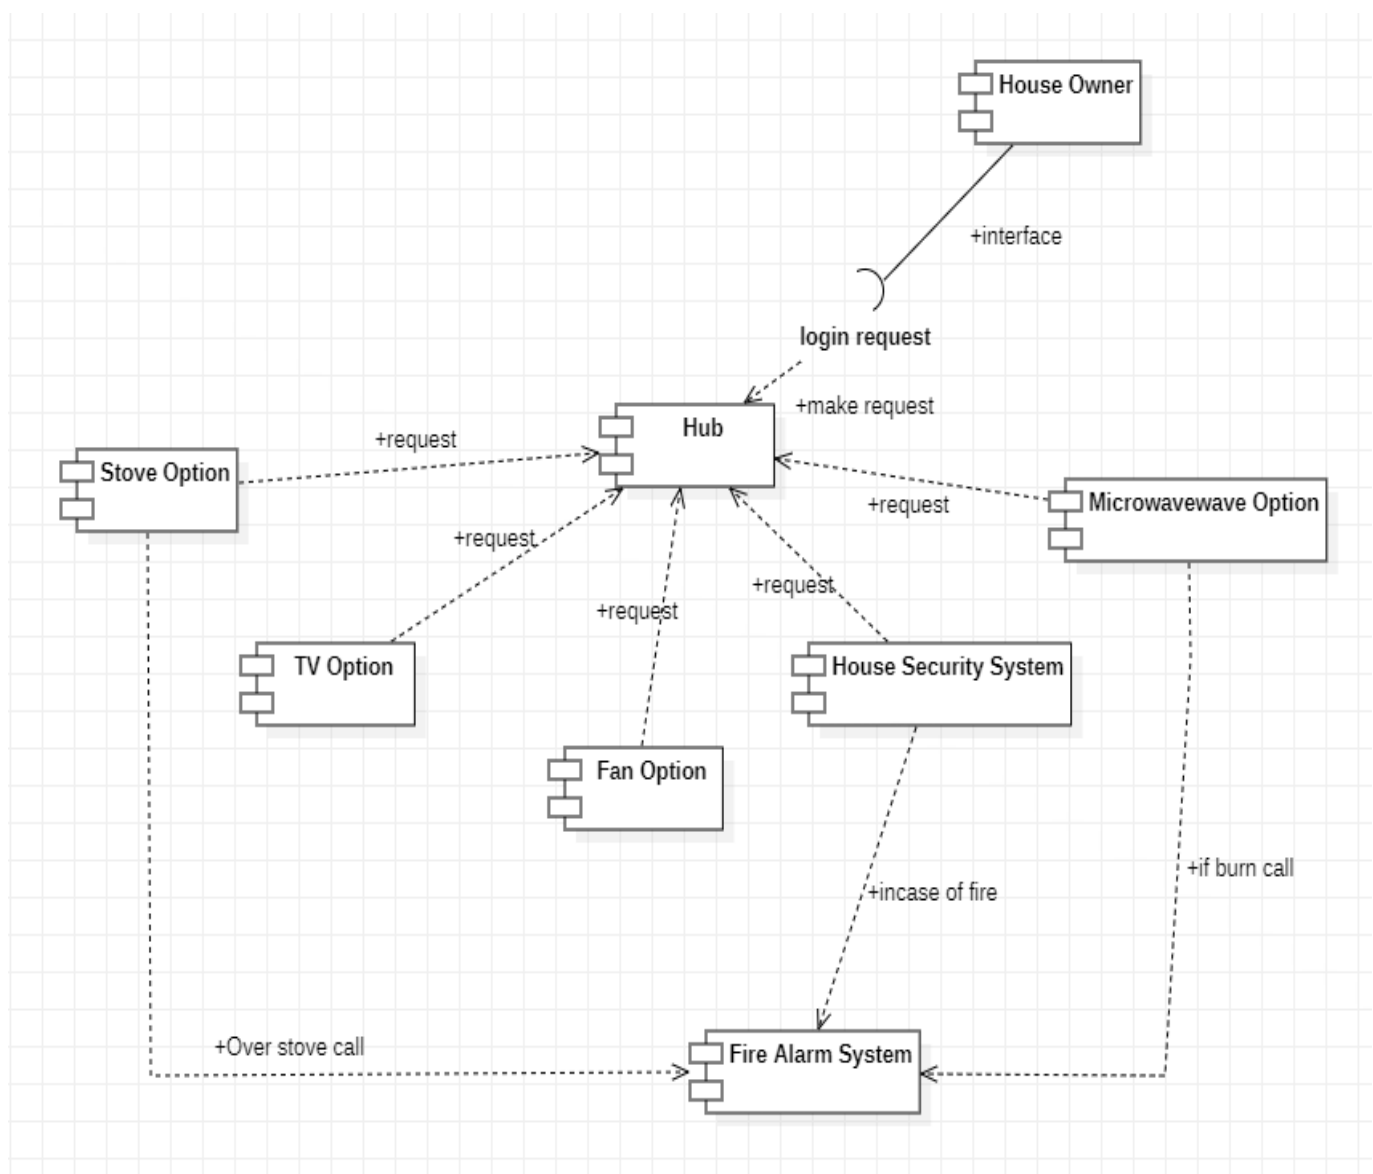 House Owner
+interface
login request
+make request
Hub
+request
Stove Option
+request
Microwavewave Option
+request
+request
+request
TV Option
House Security System
Fan Option
+if burn call
+incase of fire
+Over stove call
Fire Alarm System